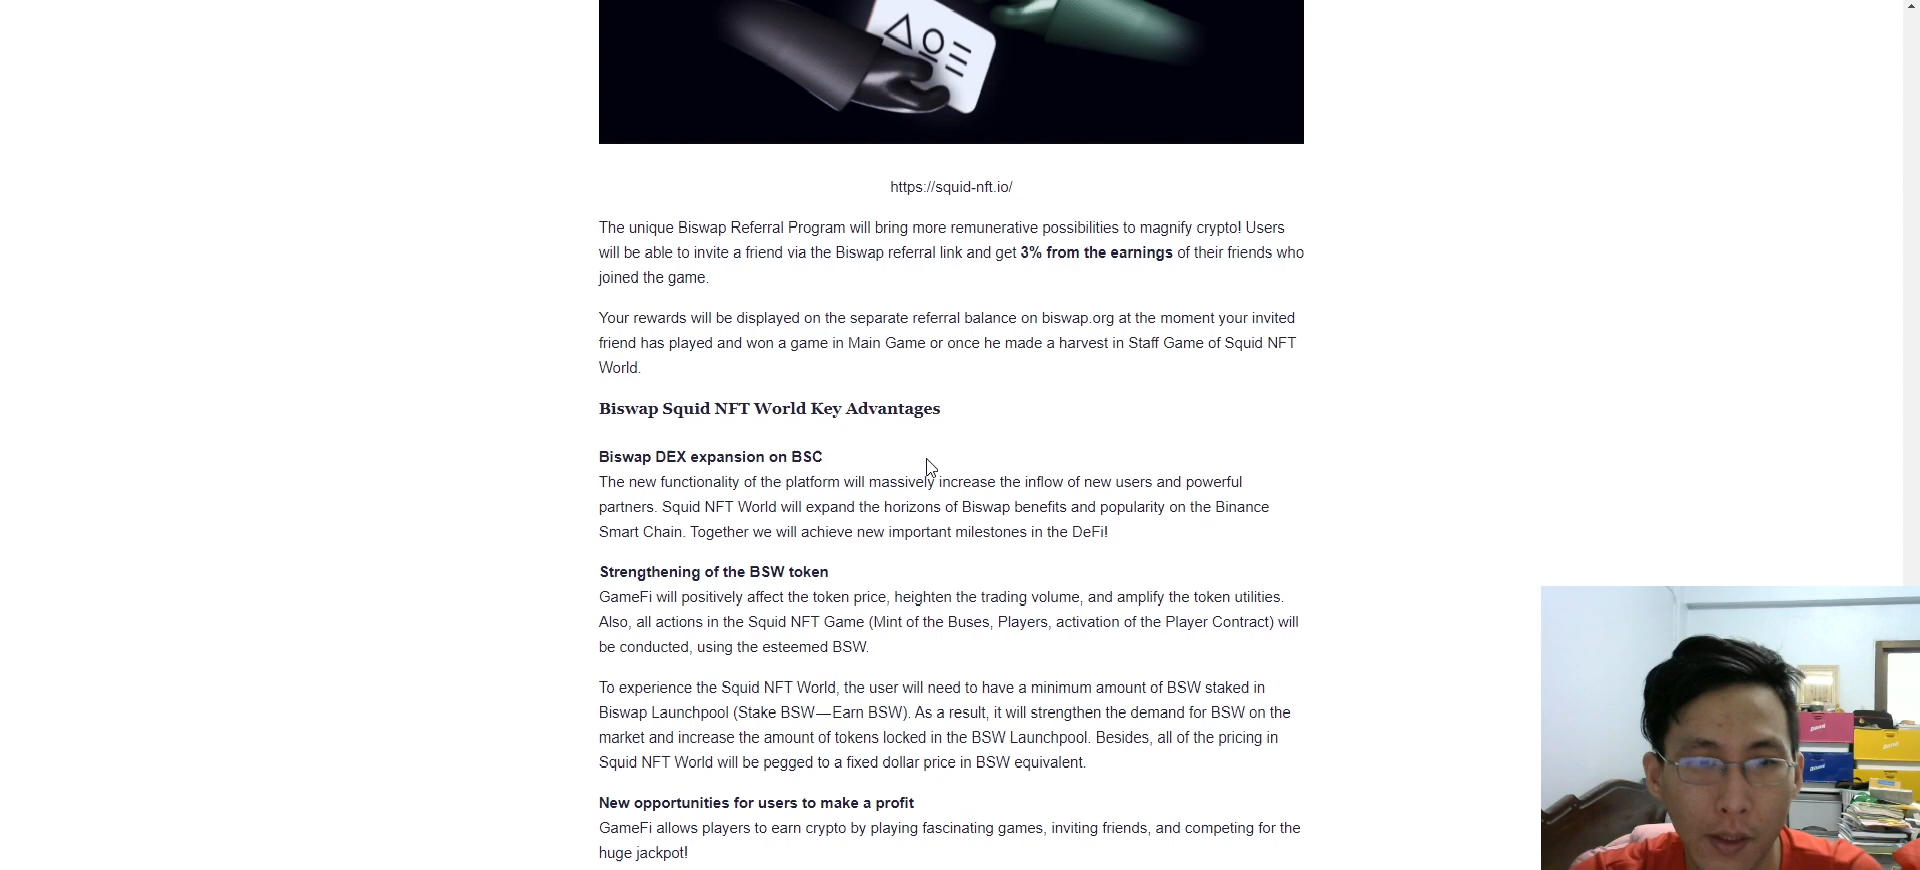 https://squid-nft.io/
The unique Biswap Referral Program will bring more remunerative possibilities to magnify crypto! Users
will be able to invite a friend via the Biswap referral link and get 3% from the earnings of their friends who
joined the game.
Your rewards will be displayed on the separate referral balance on biswap.org at the moment your invited
friend has played and won a game in Main Game or once he made a harvest in Staff Game of Squid NFT
World.
Biswap Squid NFT World Key Advantages
Biswap DEX expansion on BSC
The new functionality of the platform will massively increase the inflow of new users and powerful
partners. Squid NFT World will expand the horizons of Biswap benefits and popularity on the Binance
Smart Chain. Together we will achieve new important milestones in the DeFi!
Strengthening of the BSW token
GameFi will positively affect the token price, heighten the trading volume, and amplify the token utilities.
Also, all actions in the Squid NFT Game (Mint of the Buses, Players, activation of the Player Contract) will
be conducted, using the esteemed BSW.
To experience the Squid NFT World, the user will need to have a minimum amount of BSW staked in
Biswap Launchpool (Stake BSW—Earn BSW). As a result, it will strengthen the demand for BSW on the
market and increase the amount of tokens locked in the BSW Launchpool. Besides, all of the pricing in
Squid NFT World will be pegged to a fixed dollar price in BSW equivalent.
New opportunities for users to make a profit
GameFi allows players to earn crypto by playing fascinating games, inviting friends, and competing for the
huge jackpot!